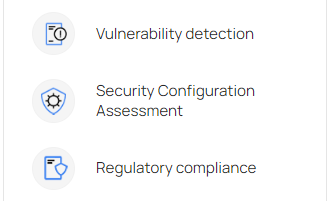 Vulnerability detection
Security Configuration
Assessment
Regulatory compliance